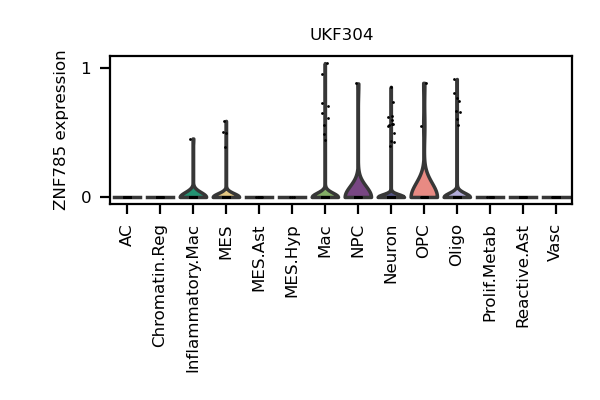 UKF304
ZNF785 expression
1
0
AC
Chromatin.Reg
Inflammatory.Mac
MES
MES.Ast
MES.Hyp
Mac
NPC
Neuron
OPC
Oligo
Prolif.Metab
Reactive.Ast
Vasc